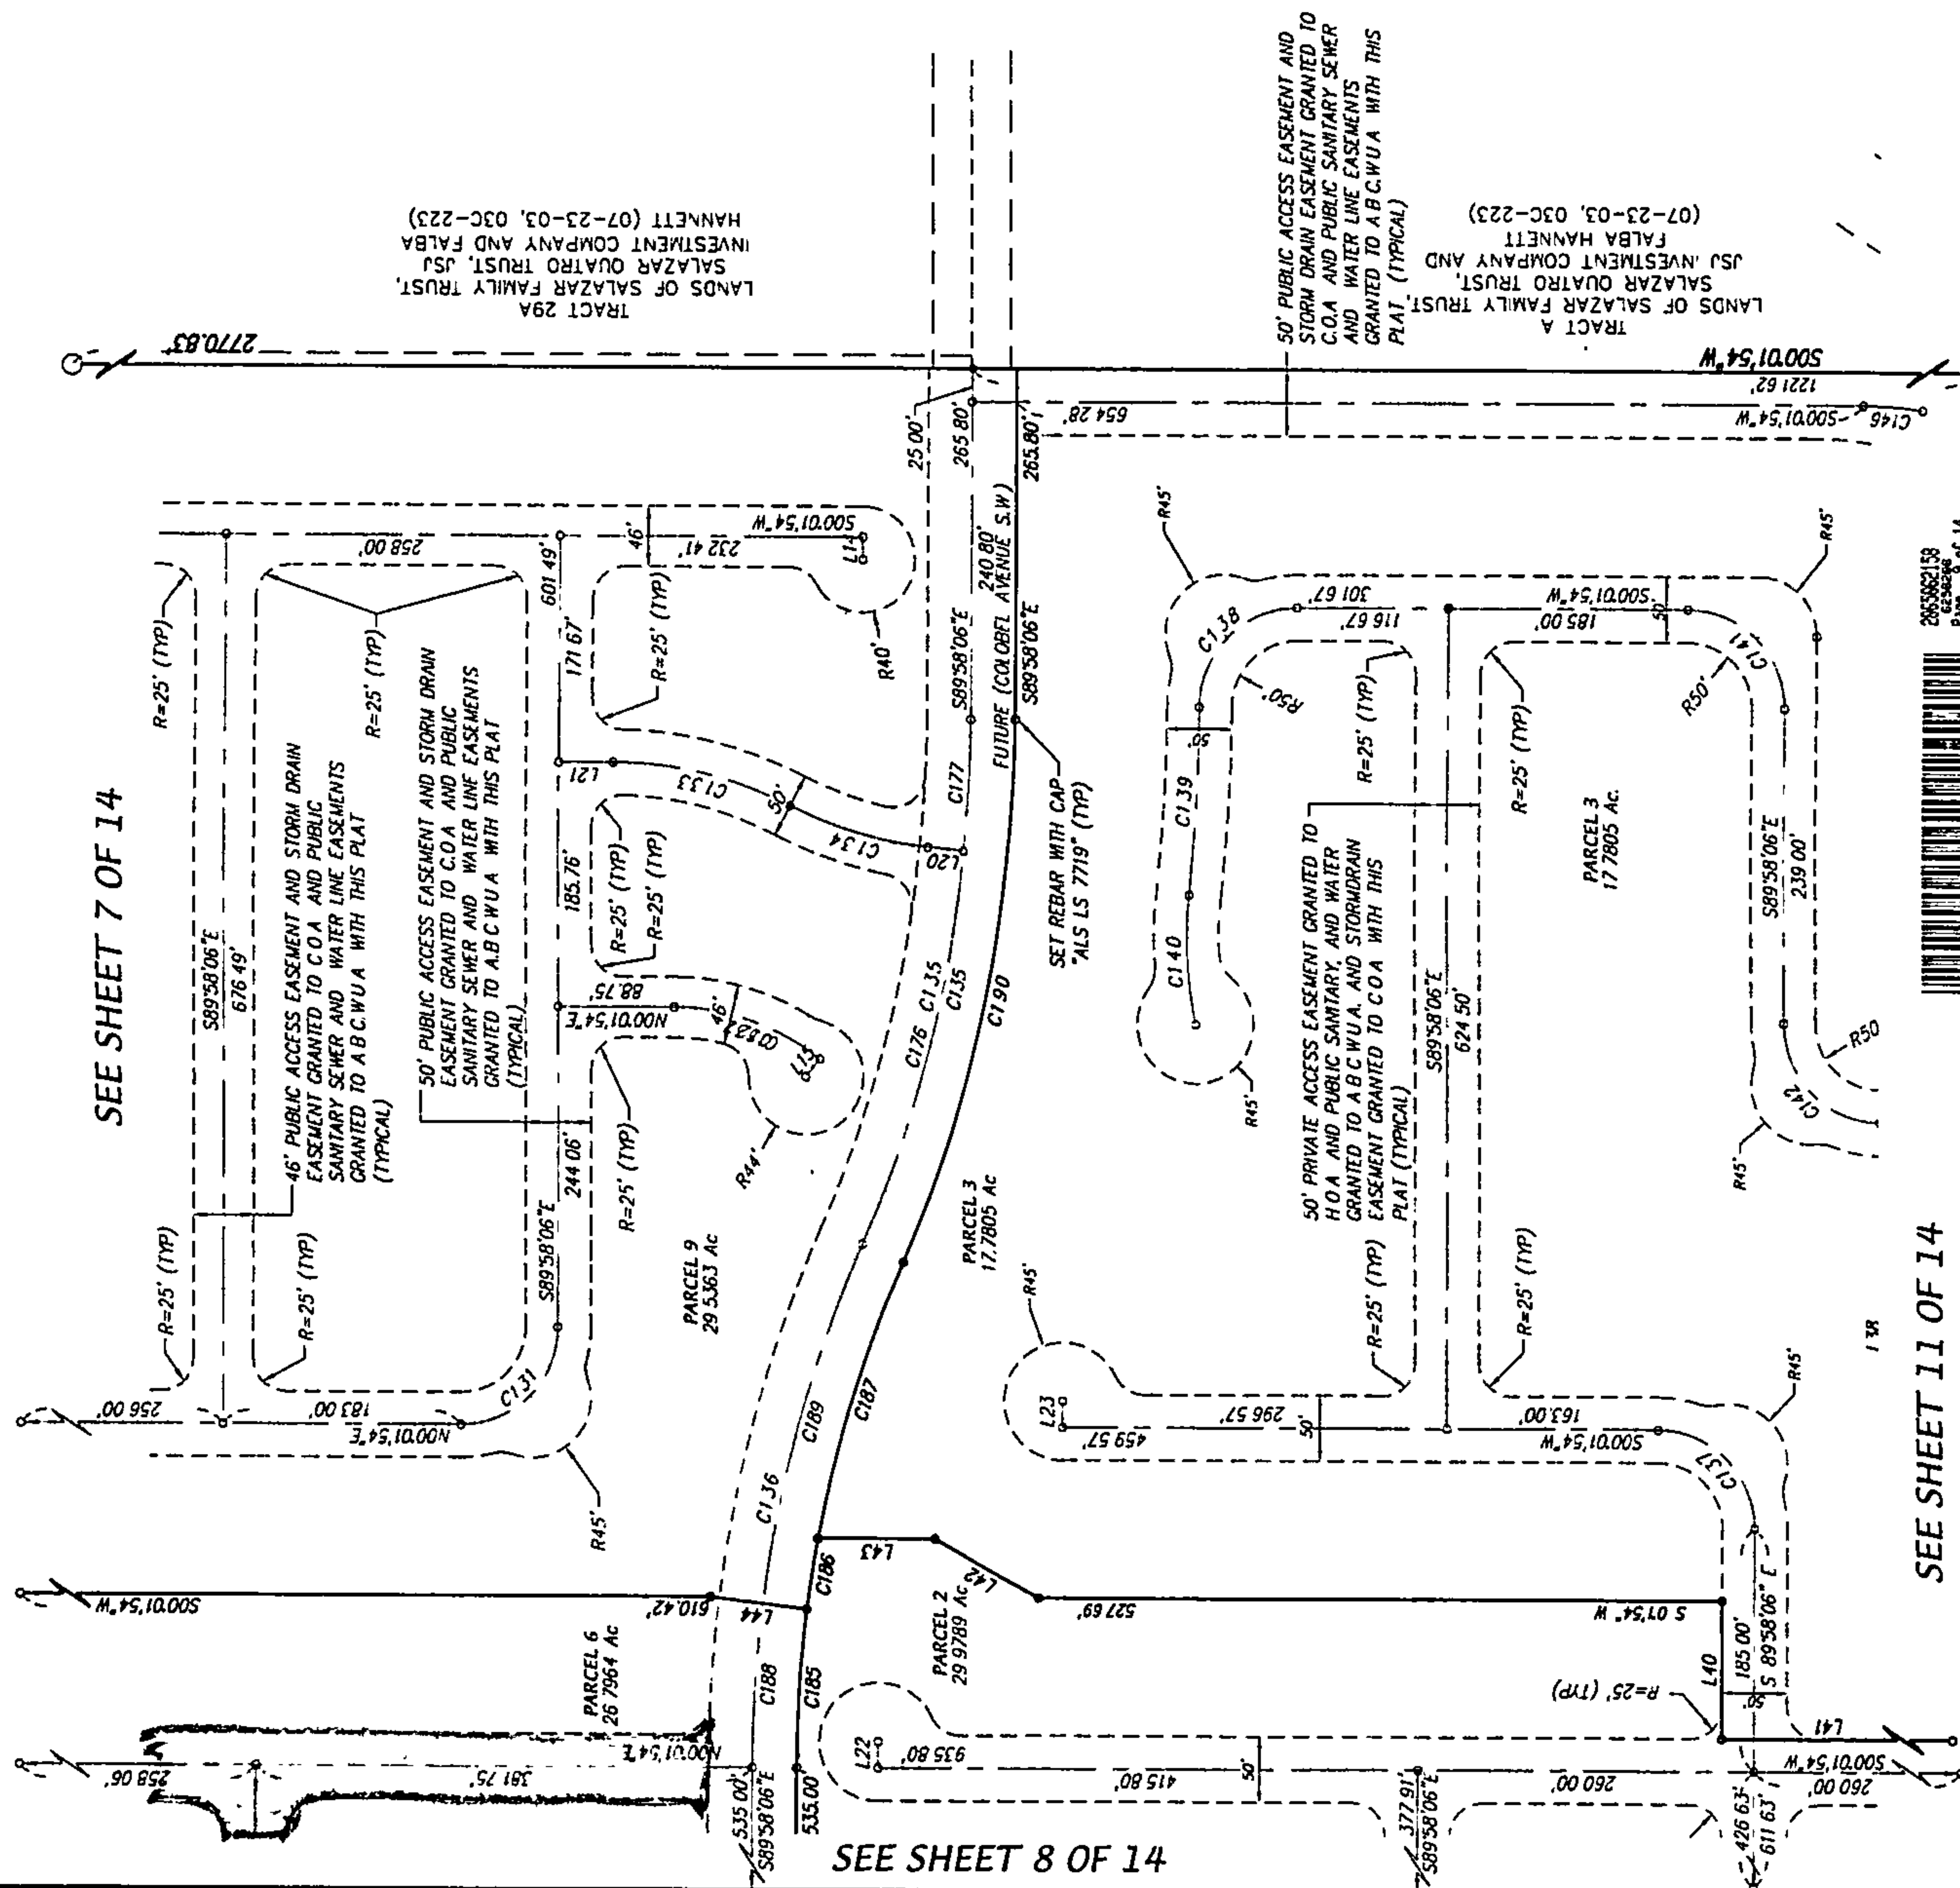 SEE SHEET 7 OF 14
SEE SHEET 8 OF 14
SEE SHEET 11 OF 14
TRACT 29A
LANDS OF SALAZAR FAMILY TRUST,
SALAZAR QUATRO TRUST, JSJ
INVESTMENT COMPANY AND FALBA
HANNETT (07-23-03, 03C-223)
2770.83'
50' PUBLIC ACCESS EASEMENT AND
STORM DRAIN EASEMENT GRANTED TO
C.O.A AND PUBLIC SANITARY SEWER
AND WATER LINE EASEMENTS
GRANTED TO A B C.W.U A WITH THIS
PLAT (TYPICAL)
TRACT A
LANDS OF SALAZAR FAMILY TRUST,
SALAZAR QUATRO TRUST,
JSJ INVESTMENT COMPANY AND
FALBA HANNETT
(07-23-03, 03C-223)
S00°01'54"W
1221 62'
S00°01'54"W
C146
654 28'
25 00'
265 80'
265.80'
S89°58'06"E
240 80'
FUTURE (COLOBEL AVENUE S.W)
S89°58'06"E
258 00'
601 49'
46'
232 41'
S00°01'54"W
L14
R40'
R=25' (TYP)
R=25' (TYP)
R=25' (TYP)
171 67'
L21
C133
50'
C134
L20
C177
185.76'
R=25' (TYP)
R=25' (TYP)
S89°58'06"E
676 49'
46' PUBLIC ACCESS EASEMENT AND STORM DRAIN
EASEMENT GRANTED TO C O A AND PUBLIC
SANITARY SEWER AND WATER LINE EASEMENTS
GRANTED TO A B C.W.U A WITH THIS PLAT
(TYPICAL)
50' PUBLIC ACCESS EASEMENT AND STORM DRAIN
EASEMENT GRANTED TO C.O.A AND PUBLIC
SANITARY SEWER AND WATER LINE EASEMENTS
GRANTED TO A.B C W U A WITH THIS PLAT
(TYPICAL)
88.75'
N00°01'54"E
46'
L15
R44'
R=25' (TYP)
244 06'
S89°58'06"E
R=25' (TYP)
R=25' (TYP)
C131
256 00'
183 00'
N00°01'54"E
R45'
PARCEL 9
29 5363 Ac
C176
C135
C135
C190
SET REBAR WITH CAP
"ALS LS 7719" (TYP)
PARCEL 3
17.7805 Ac
C189
C187
C136
C186
L43
L42
L44
610.42'
S00°01'54"W
PARCEL 6
26 7964 Ac
C188
C185
N00°01'54"E
258 06'
381.75'
535 00'
S89°58'06"E
535.00
L22
935 80'
PARCEL 2
29 9789 Ac
527 69'
S 01'54" W
415 80'
50'
377 91'
S89°58'06"E
260 00'
R=25' (TYP)
L40
185 00'
S 89°58'06" E
50'
L41
S00°01'54"W
260 00'
426 63'
611 63'
R45'
L23
459 57'
296 57'
50'
163.00'
S00°01'54"W
C137
R45'
R45'
C138
R50'
301 67'
116 67'
185 00'
S00°01'54"W
50'
C141
R45'
R50'
50'
C139
C140
R45'
R=25' (TYP)
R=25' (TYP)
50' PRIVATE ACCESS EASEMENT GRANTED TO
H O A AND PUBLIC SANITARY, AND WATER
GRANTED TO A B C W U A, AND STORMDRAIN
EASEMENT GRANTED TO C O A WITH THIS
PLAT (TYPICAL)
S89°58'06"E
624 50'
R=25' (TYP)
R=25' (TYP)
PARCEL 3
17 7805 Ac.
S89°58'06"E
239 00'
R50
C142
R45'